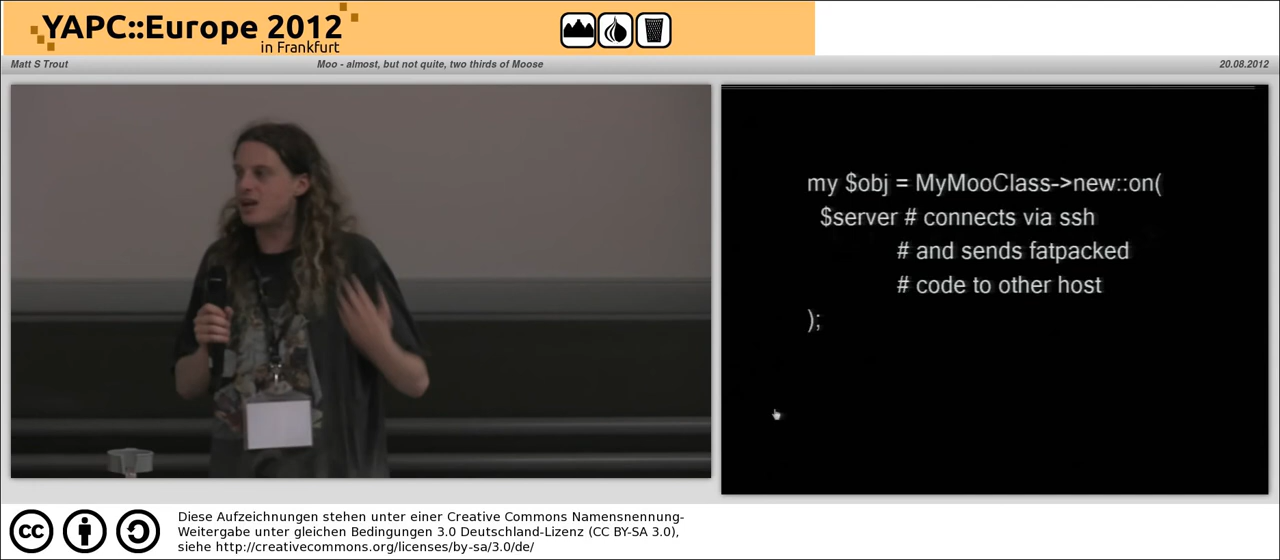 YAPC::Europe 2012
in Frankfurt
Matt S Trout
Moo - almost, but not quite, two thirds of Moose
20.08.2012
my $obj = MyMooClass->new::on(
$server # connects via ssh
# and sends fatpacked
# code to other host
);
cc
Diese Aufzeichnungen stehen unter einer Creative Commons Namensnennung-
Weitergabe unter gleichen Bedingungen 3.0 Deutschland-Lizenz (CC BY-SA 3.0),
siehe http://creativecommons.org/licenses/by-sa/3.0/de/